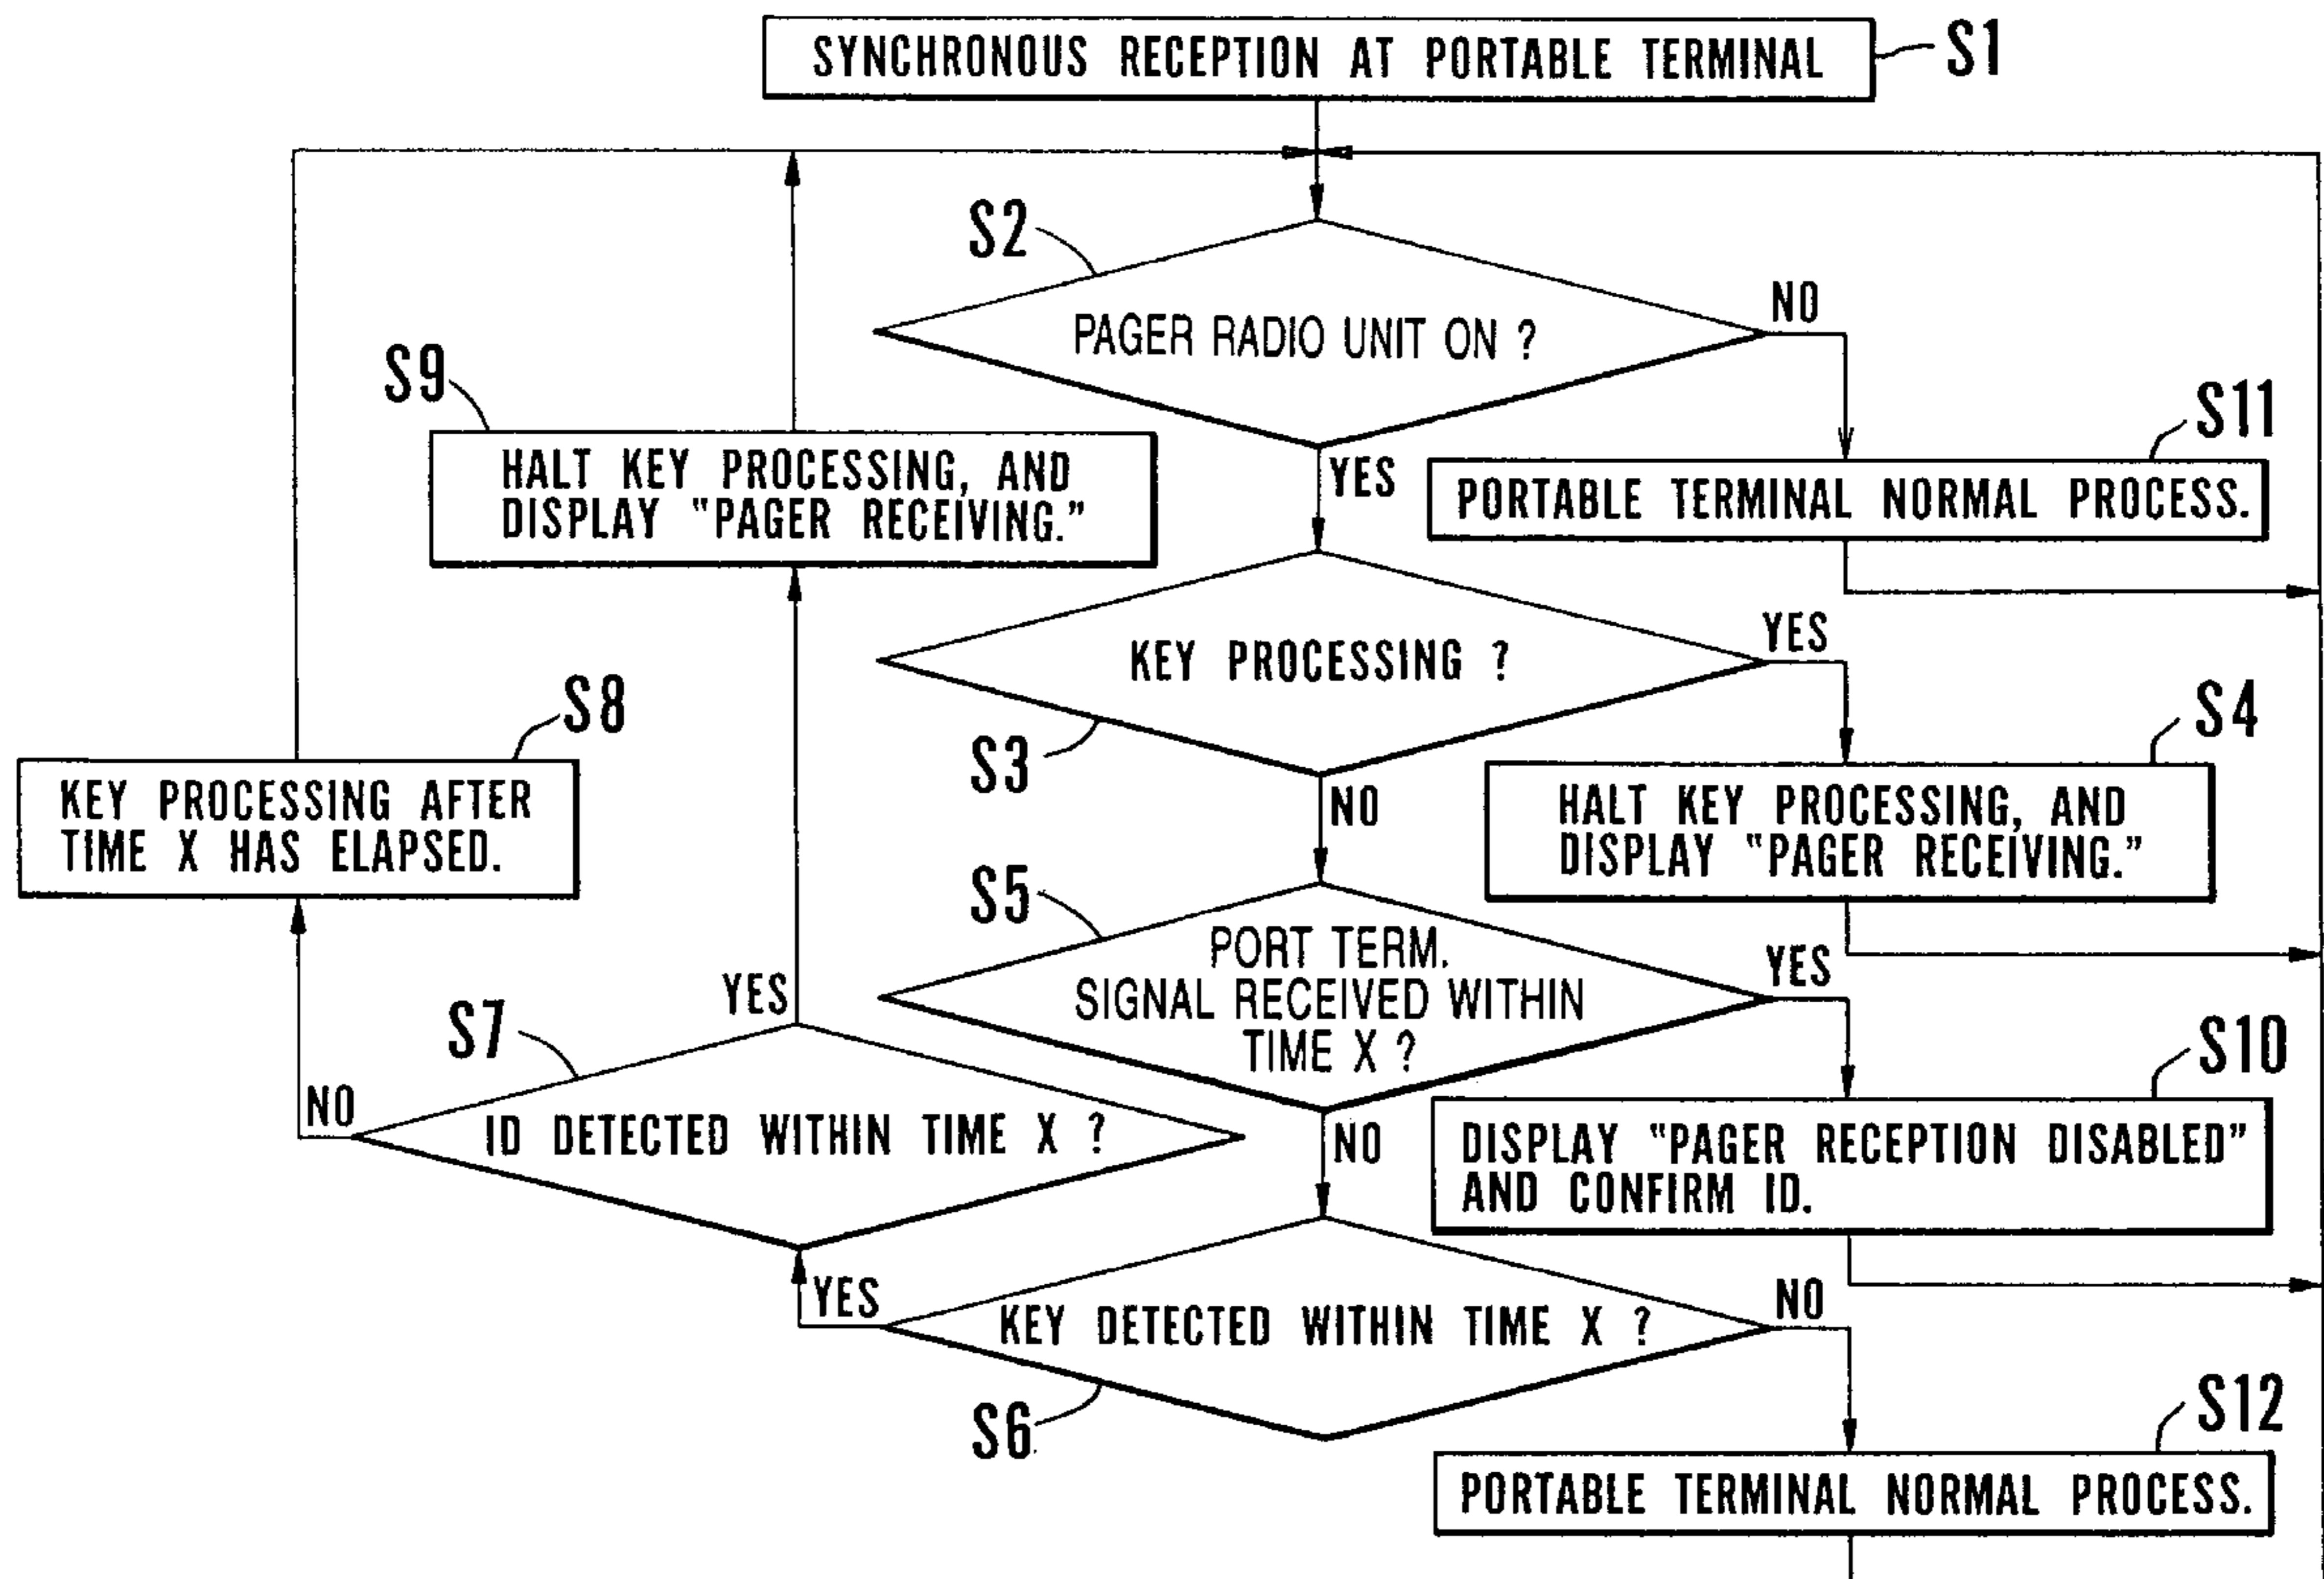 SYNCHRONOUS RECEPTION AT PORTABLE TERMINAL
S1
S2
PAGER RADIO UNIT ON ?
NO
YES
S9
HALT KEY PROCESSING, AND
DISPLAY "PAGER RECEIVING."
S11
PORTABLE TERMINAL NORMAL PROCESS.
KEY PROCESSING ?
YES
S3
NO
S8
KEY PROCESSING AFTER
TIME X HAS ELAPSED.
S4
HALT KEY PROCESSING, AND
DISPLAY "PAGER RECEIVING."
S5
PORT TERM.
SIGNAL RECEIVED WITHIN
TIME X ?
YES
NO
S7
YES
NO
ID DETECTED WITHIN TIME X ?
S10
DISPLAY "PAGER RECEPTION DISABLED"
AND CONFIRM ID.
YES
KEY DETECTED WITHIN TIME X ?
NO
S6
S12
PORTABLE TERMINAL NORMAL PROCESS.